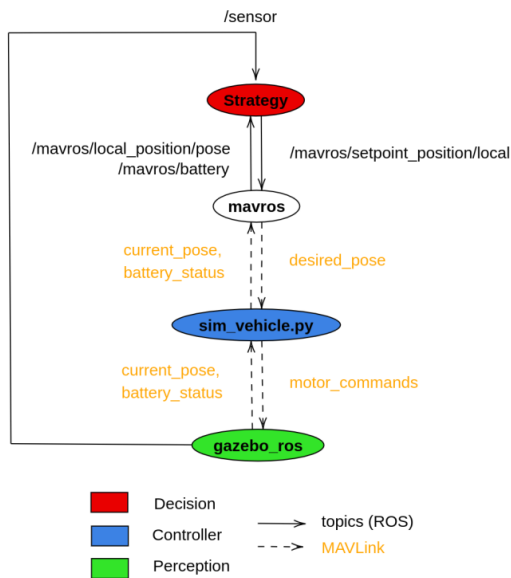 /sensor
Strategy
/mavros/local_position/pose
/mavros/battery
/mavros/setpoint_position/local
mavros
current_pose,
battery_status
desired_pose
sim_vehicle.py
current_pose,
battery_status
motor_commands
gazebo_ros
Decision
Controller
Perception
topics (ROS)
MAVLink